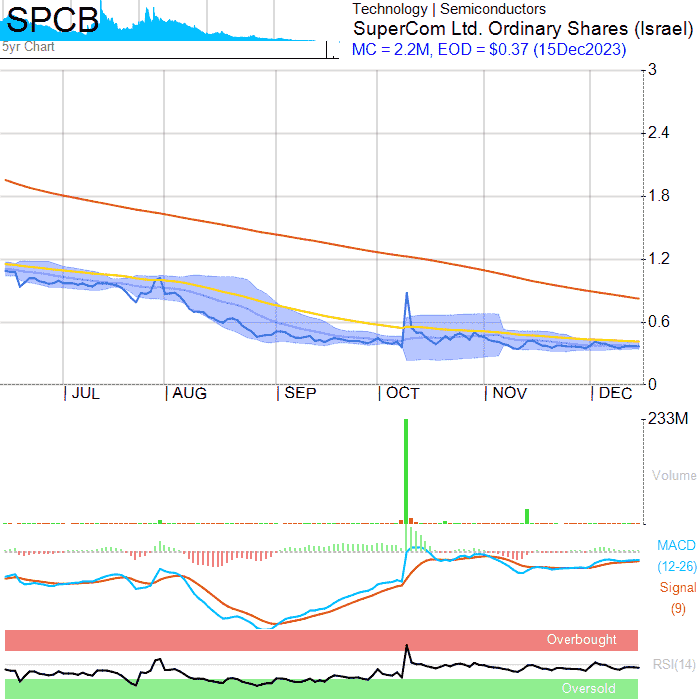 SPCB
Technology | Semiconductors
SuperCom Ltd. Ordinary Shares (Israel)
5yr Chart
MC = 2.2M, EOD = $0.37 (15Dec2023)
3
2.4
1.8
1.2
0.6
0
JUL AUG SEP OCT NOV DEC
233M
Volume
MACD
(12-26)
Signal
(9)
Overbought
RSI(14)
Oversold